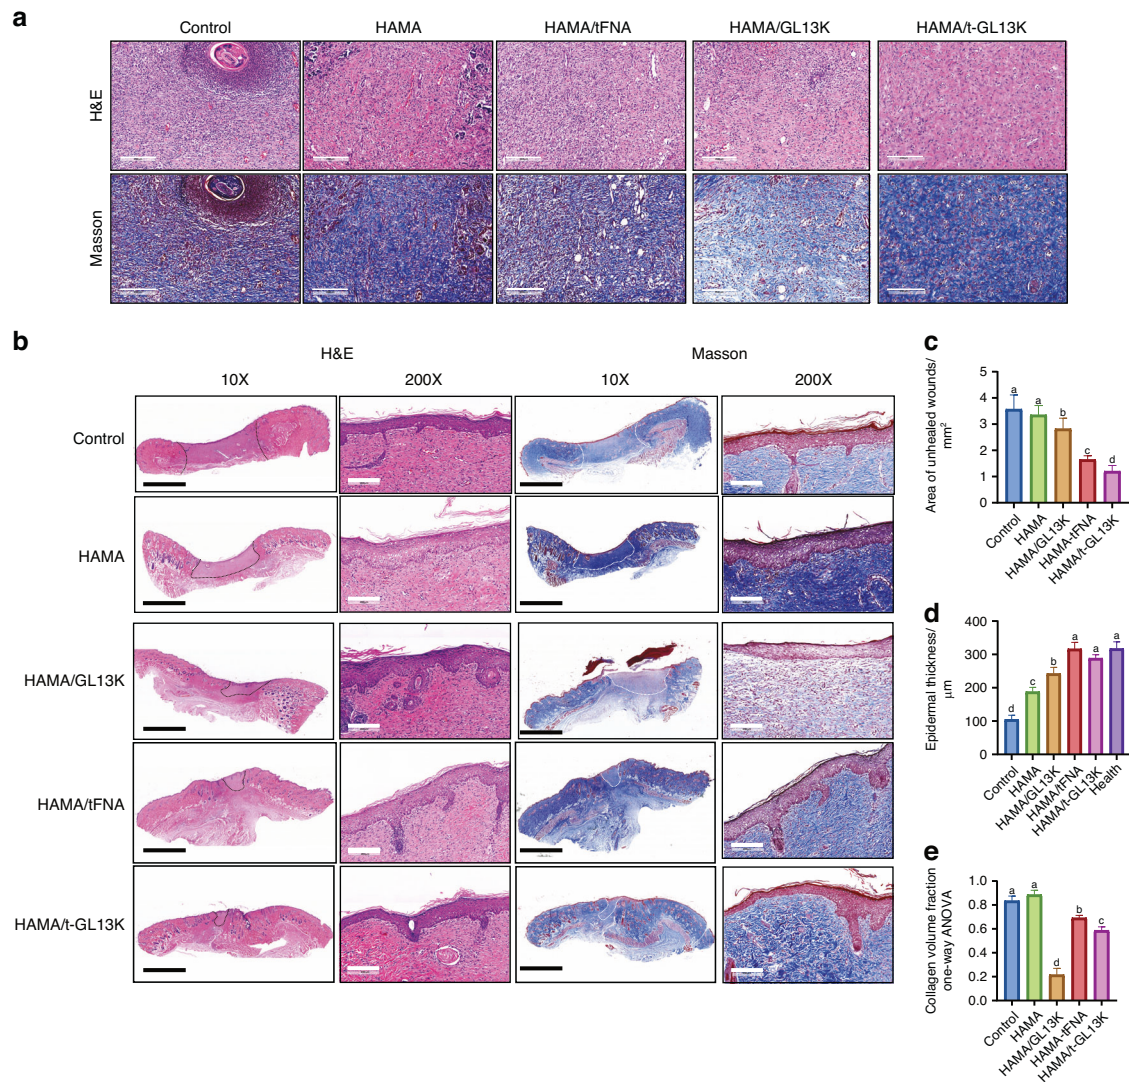 a
Control HAMA HAMA/tFNA HAMA/GL13K HAMA/t-GL13K
H&E
Masson
b
H&E Masson
10X 200X 10X 200X
Control
HAMA
HAMA/GL13K
HAMA/tFNA
HAMA/t-GL13K
c
Area of unhealed wounds/
mm²
5
4
3
2
1
0
a a b c d
Control
HAMA
HAMA/GL13K
HAMA-tFNA
HAMA/t-GL13K
d
Epidermal thickness/
μm
400
300
200
100
0
d c b a a a
Control
HAMA
HAMA/GL13K
HAMA/tFNA
HAMA/t-GL13K
Health
e
Collagen volume fraction
one-way ANOVA
1.0
0.8
0.6
0.4
0.2
0.0
a a d b c
Control
HAMA
HAMA/GL13K
HAMA-tFNA
HAMA/t-GL13K